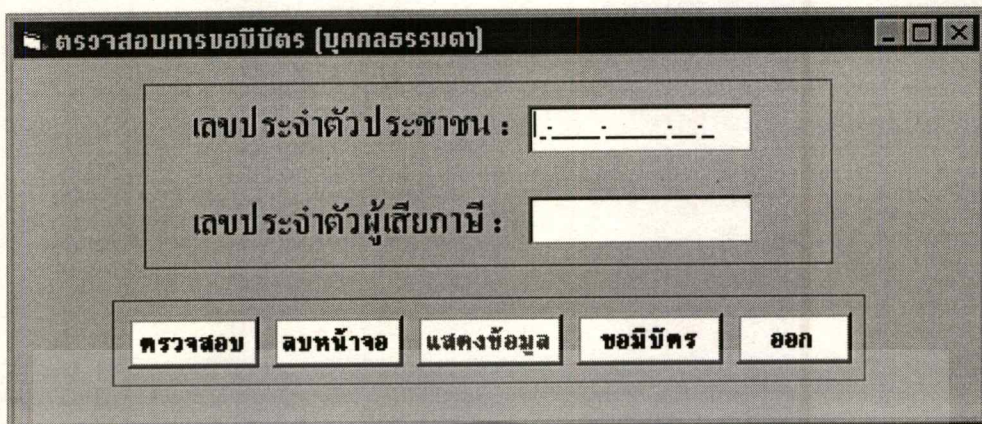 ตรวจสอบการขอมีบัตร (บุคคลธรรมดา)
เลขประจำตัวประชาชน : _-____-_____-__-_
เลขประจำตัวผู้เสียภาษี :
ตรวจสอบ ลบหน้าจอ แสดงข้อมูล ขอมีบัตร ออก